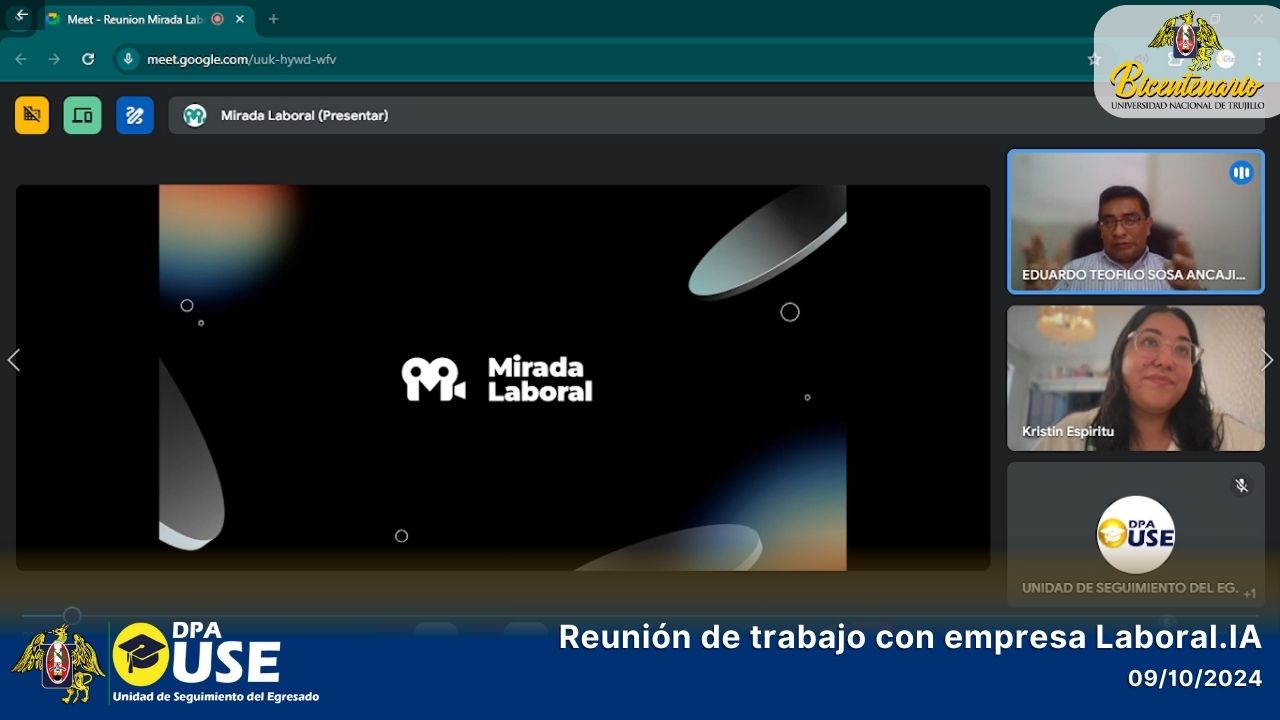 Meet - Reunion Mirada Lab
meet.google.com/uuk-hywd-wfv
Bicentenario
UNIVERSIDAD NACIONAL DE TRUJILLO
Mirada Laboral (Presentar)
EDUARDO TEOFILO SOSA ANCAJI...
Mirada
Laboral
Kristin Espiritu
DPA
USE
UNIDAD DE SEGUIMIENTO DEL EG.
+1
DPA
USE
Unidad de Seguimiento del Egresado
Reunión de trabajo con empresa Laboral.IA
09/10/2024